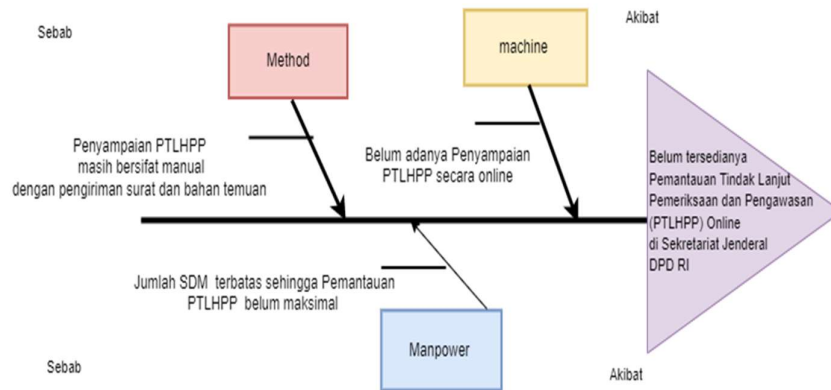 Sebab
Akibat
Method
machine
Penyampaian PTLHPP
masih bersifat manual
dengan pengiriman surat dan bahan temuan
Belum adanya Penyampaian
PTLHPP secara online
Belum tersedianya
Pemantauan Tindak Lanjut
Pemeriksaan dan Pengawasan
(PTLHPP) Online
di Sekretariat Jenderal
DPD RI
Jumlah SDM terbatas sehingga Pemantauan
PTLHPP belum maksimal
Manpower
Sebab
Akibat